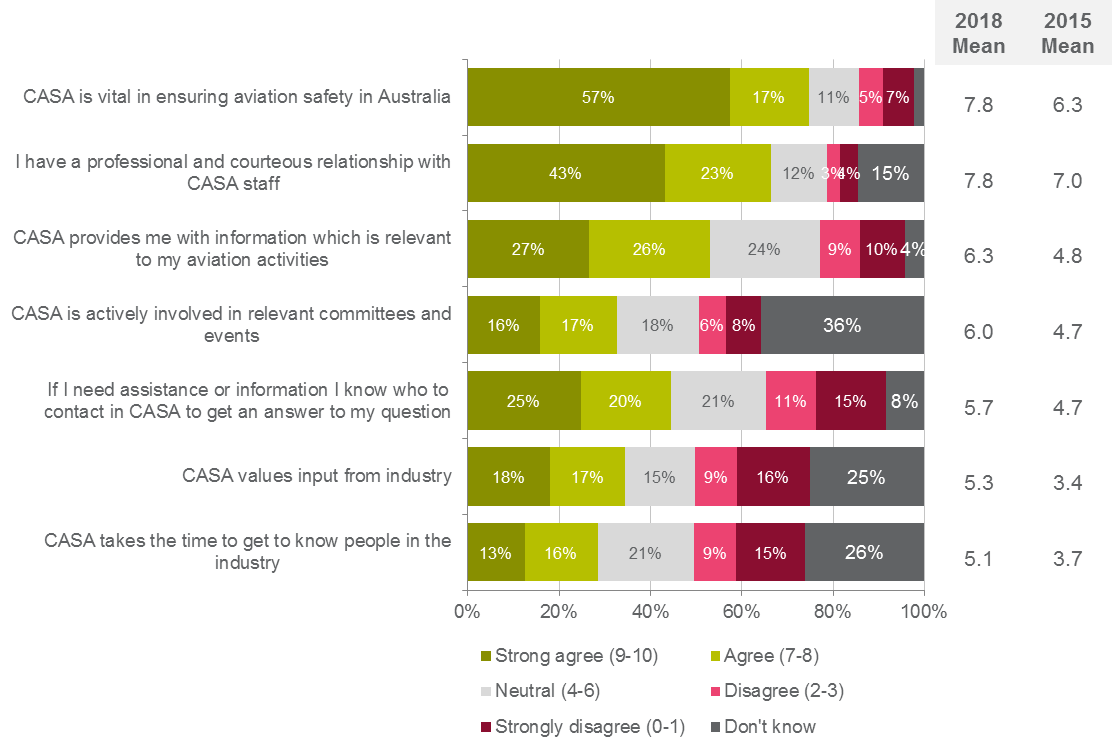 2018 Mean
2015 Mean
CASA is vital in ensuring aviation safety in Australia
57% 17% 11% 5% 7%
7.8 6.3
I have a professional and courteous relationship with
CASA staff
43% 23% 12% 3% 4% 15%
7.8 7.0
CASA provides me with information which is relevant
to my aviation activities
27% 26% 24% 9% 10% 4%
6.3 4.8
CASA is actively involved in relevant committees and
events
16% 17% 18% 6% 8% 36%
6.0 4.7
If I need assistance or information I know who to
contact in CASA to get an answer to my question
25% 20% 21% 11% 15% 8%
5.7 4.7
CASA values input from industry
18% 17% 15% 9% 16% 25%
5.3 3.4
CASA takes the time to get to know people in the
industry
13% 16% 21% 9% 15% 26%
5.1 3.7
0% 20% 40% 60% 80% 100%
Strong agree (9-10) Agree (7-8)
Neutral (4-6) Disagree (2-3)
Strongly disagree (0-1) Don't know